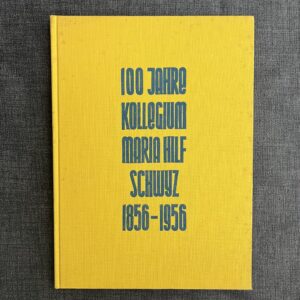 100 JAHRE
KOLLEGIUM
MARIA HILF
SCHWYZ
1856-1956